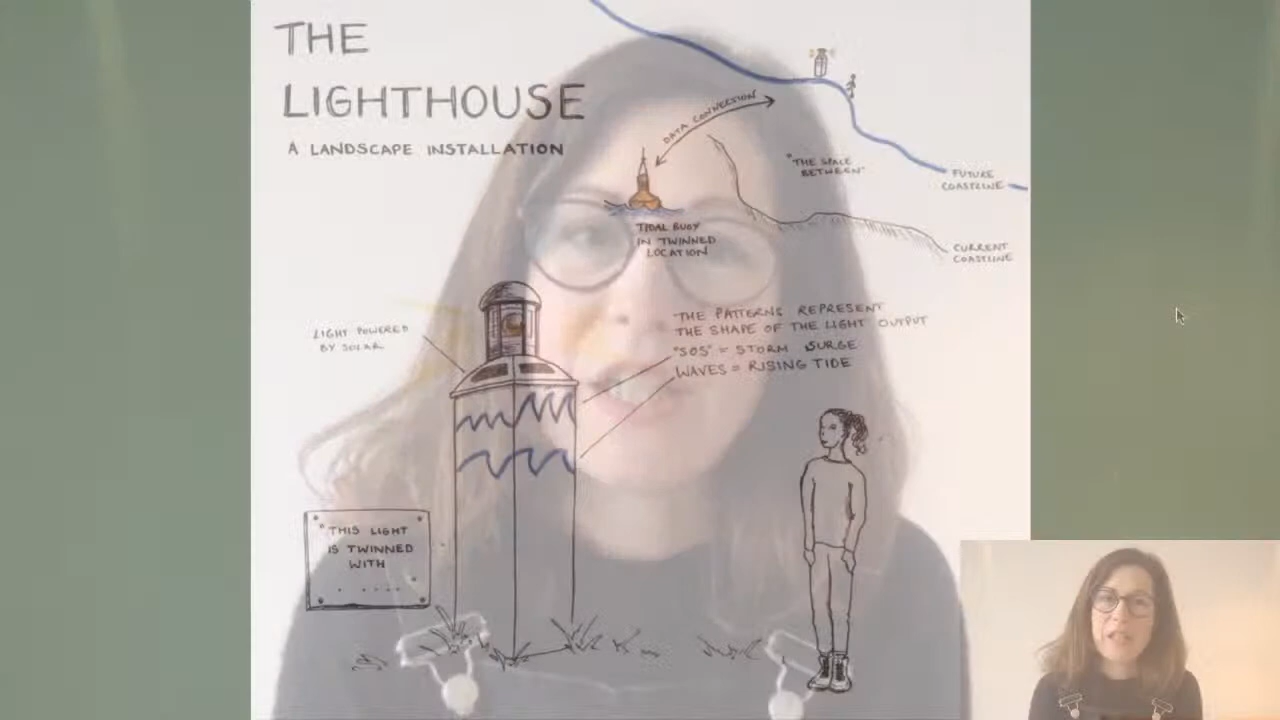 THE
LIGHTHOUSE
A LANDSCAPE INSTALLATION
DATA CONNECTION
"THE SPACE
BETWEEN"
FUTURE
COASTLINE
TIDAL BUOY
IN TWINNED
LOCATION
CURRENT
COASTLINE
LIGHT POWERED
BY SOLAR
THE PATTERNS REPRESENT
THE SHAPE OF THE LIGHT OUTPUT
"SOS" = STORM SURGE
WAVES = RISING TIDE
"THIS LIGHT
IS TWINNED
WITH
. . . . .